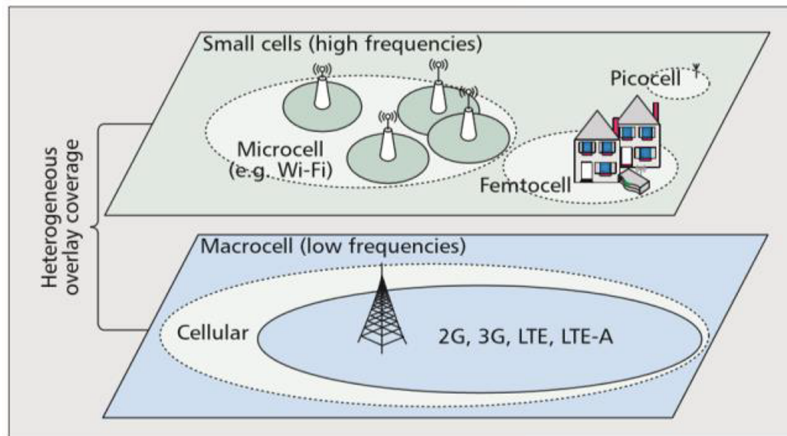 Small cells (high frequencies)
Picocell
Microcell
(e.g. Wi-Fi)
Femtocell
Heterogeneous
overlay coverage
Macrocell (low frequencies)
Cellular
2G, 3G, LTE, LTE-A